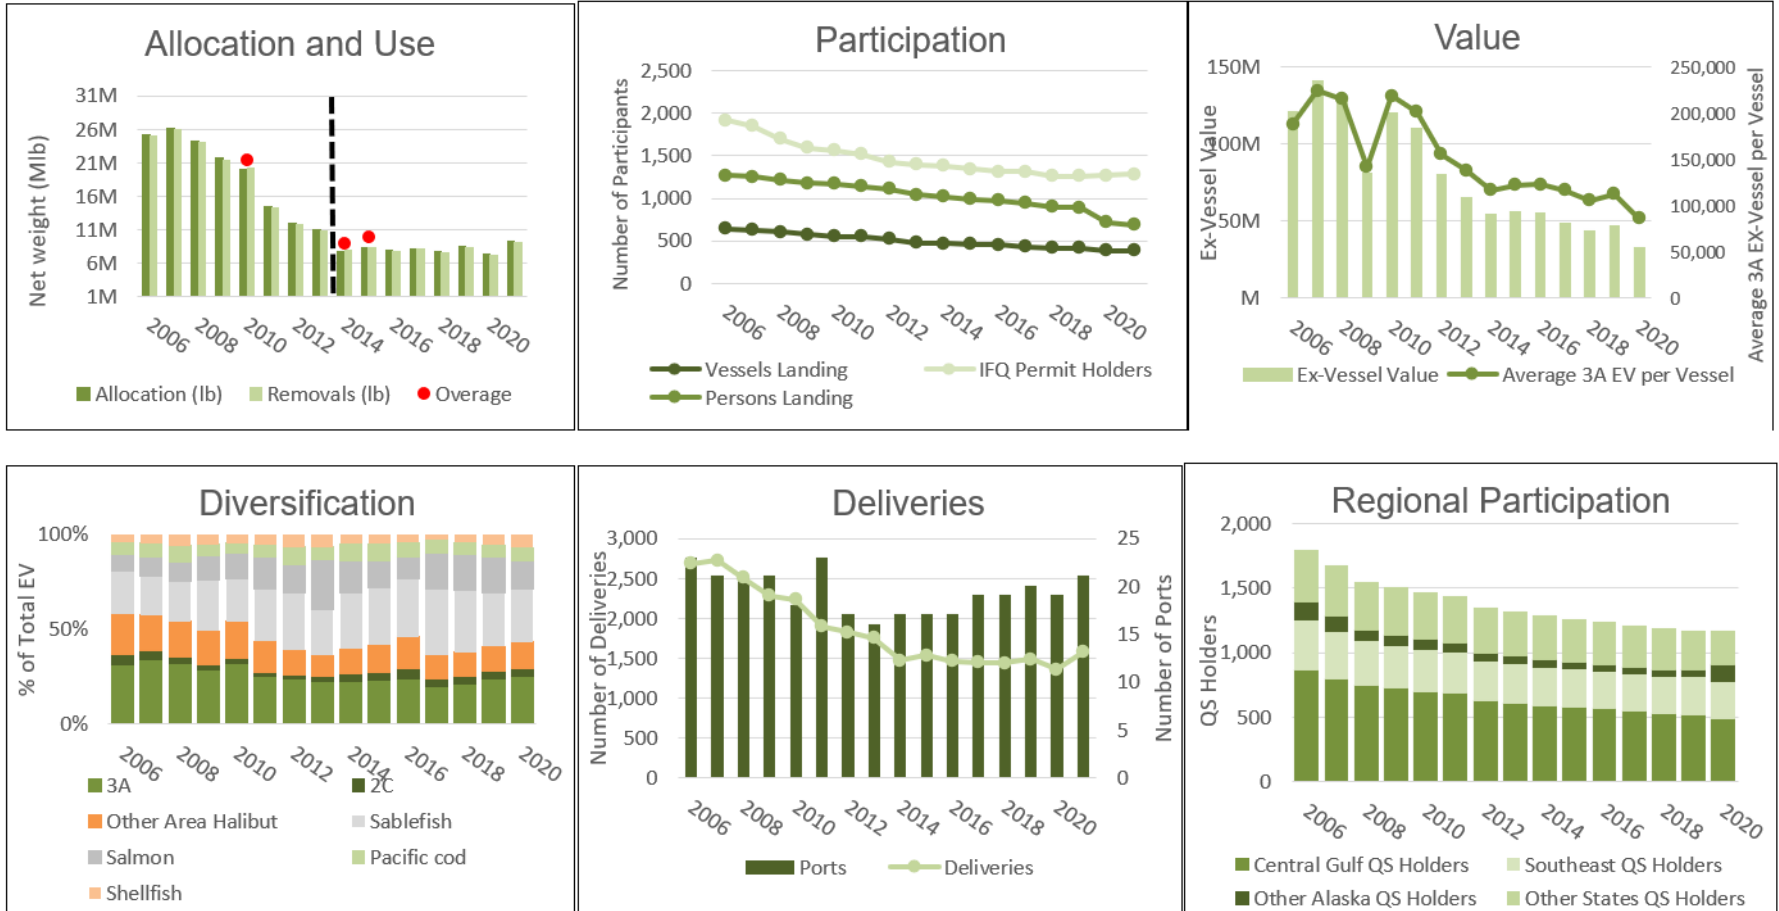 Allocation and Use
Net weight (Mlb)
31M
26M
21M
16M
11M
6M
1M
2006 2008 2010 2012 2014 2016 2018 2020
Allocation (lb) Removals (lb) Overage
Participation
Number of Participants
2,500
2,000
1,500
1,000
500
0
2006 2008 2010 2012 2014 2016 2018 2020
Vessels Landing IFQ Permit Holders
Persons Landing
Value
Ex-Vessel Value
150M
100M
50M
M
250,000
200,000
150,000
100,000
50,000
0
Average 3A EX-Vessel per Vessel
2006 2008 2010 2012 2014 2016 2018 2020
Ex-Vessel Value Average 3A EV per Vessel
Diversification
% of Total EV
100%
50%
0%
2006 2008 2010 2012 2014 2016 2018 2020
3A 2C
Other Area Halibut Sablefish
Salmon Pacific cod
Shellfish
Deliveries
Number of Deliveries
3,000
2,500
2,000
1,500
1,000
500
0
25
20
15
10
5
0
Number of Ports
2006 2008 2010 2012 2014 2016 2018 2020
Ports Deliveries
Regional Participation
QS Holders
2,000
1,500
1,000
500
0
2006 2008 2010 2012 2014 2016 2018 2020
Central Gulf QS Holders Southeast QS Holders
Other Alaska QS Holders Other States QS Holders